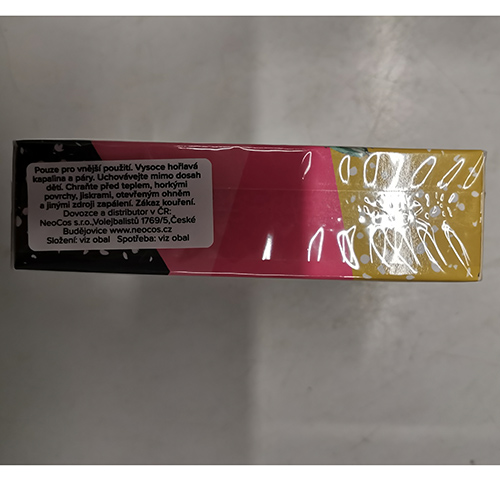 Pouze pro vnější použití. Vysoce hořlavá
kapalina a páry. Uchovávejte mimo dosah
dětí. Chraňte před teplem, horkými
povrchy, jiskrami, otevřeným ohněm
a jinými zdroji zapálení. Zákaz kouření.
Dovozce a distributor v ČR:
NeoCos s.r.o.,Volejbalistů 1769/5,České
Budějovice www.neocos.cz
Složení: viz obal Spotřeba: viz obal